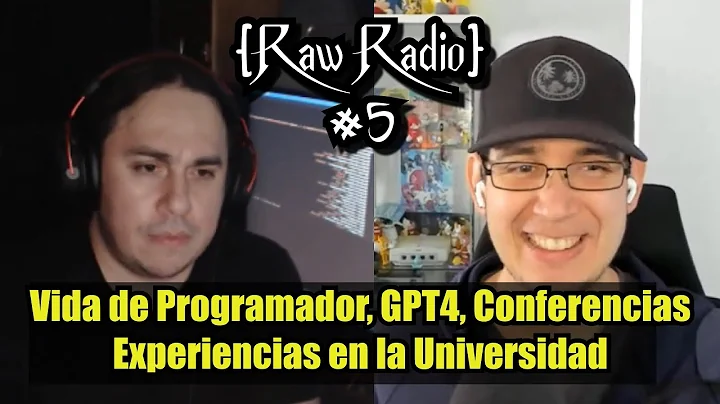 {Raw Radio}
#5
Vida de Programador, GPT4, Conferencias
Experiencias en la Universidad